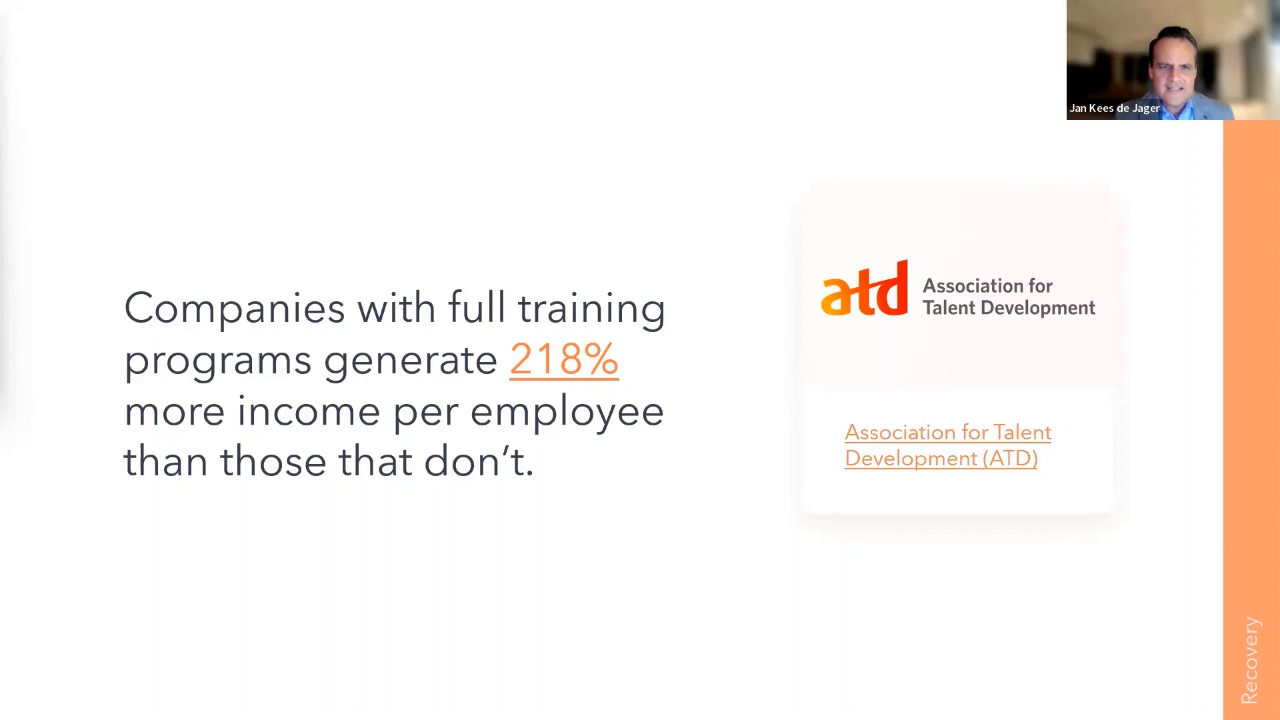 Jan Kees de Jager
Companies with full training
programs generate 218%
more income per employee
than those that don’t.
atd
Association for
Talent Development
Association for Talent
Development (ATD)
Recovery